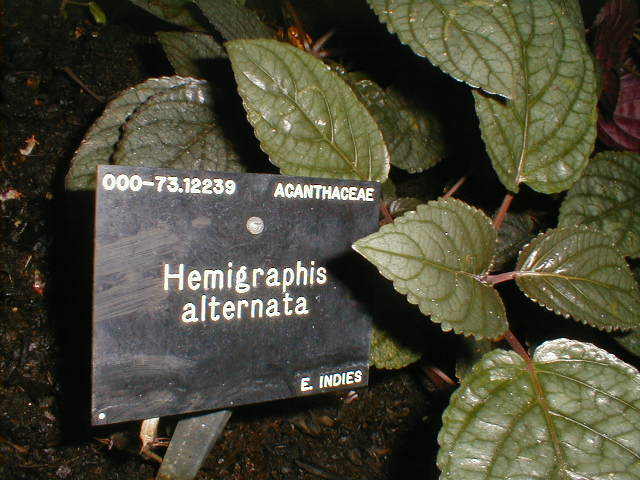 000-73.12239 ACANTHACEAE
Hemigraphis
alternata
E. INDIES